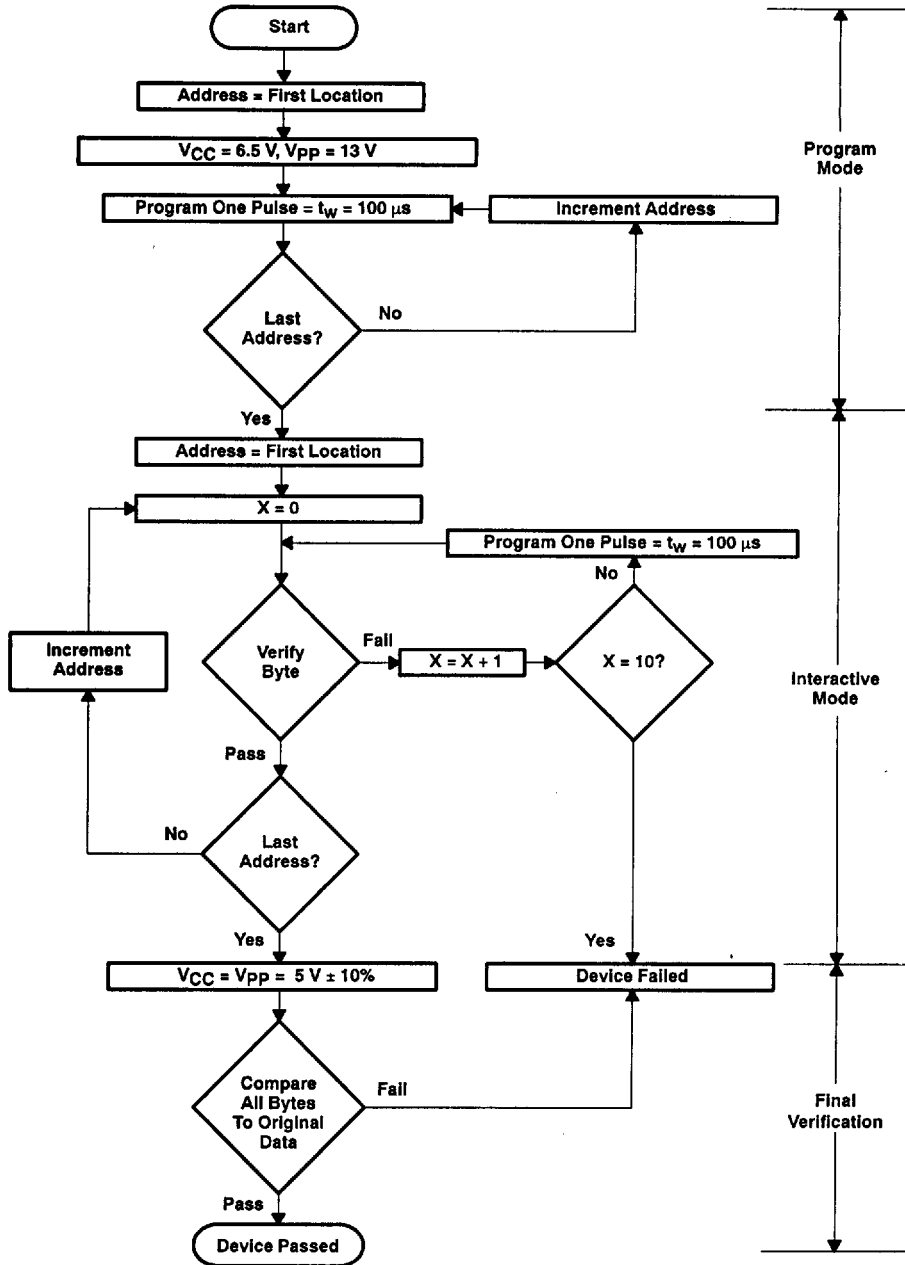 Start
Address = First Location
VCC = 6.5 V, VPP = 13 V
Program
Mode
Program One Pulse = tw = 100 μs
Increment Address
Last
Address?
No
Yes
Address = First Location
X = 0
Program One Pulse = tw = 100 μs
No
Increment
Address
Verify
Byte
Fail
X = X + 1
X = 10?
Interactive
Mode
Pass
No
Last
Address?
Yes
Yes
VCC = VPP = 5 V ± 10%
Device Failed
Compare
All Bytes
To Original
Data
Fail
Final
Verification
Pass
Device Passed